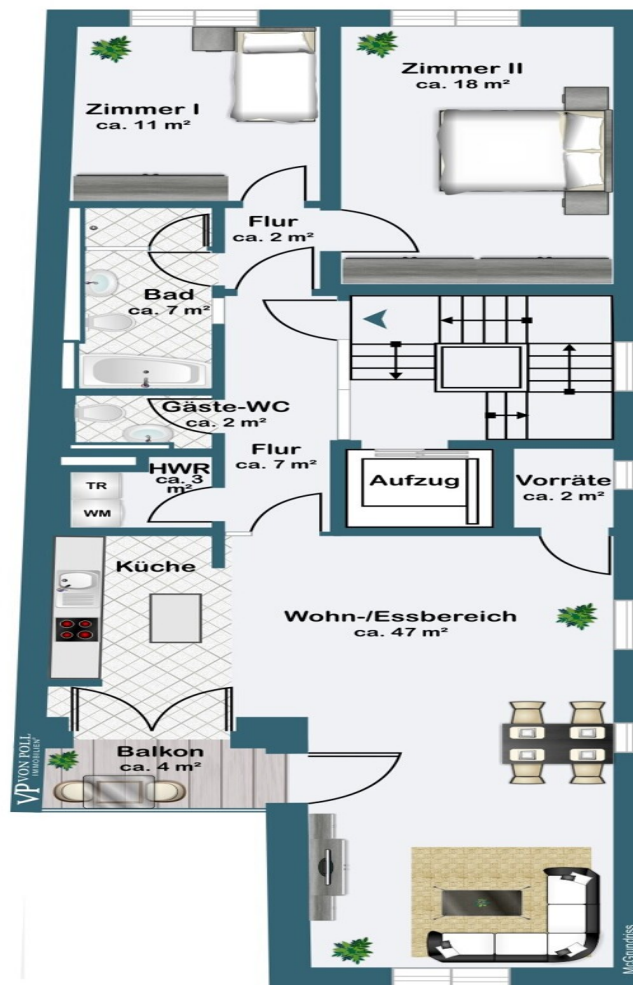 Zimmer I
ca. 11 m²
Zimmer II
ca. 18 m²
Flur
ca. 2 m²
Bad
ca. 7 m²
Gäste-WC
ca. 2 m²
Flur
ca. 7 m²
HWR
ca. 3
m²
TR
WM
Aufzug
Vorräte
ca. 2 m²
Küche
Wohn-/Essbereich
ca. 47 m²
Balkon
ca. 4 m²
VP VON POLL
IMMOBILIEN
McGrundriss